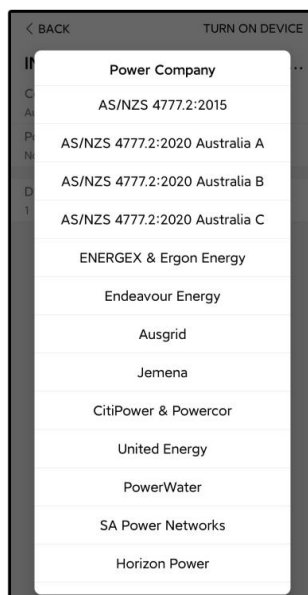 < BACK TURN ON DEVICE
Power Company
AS/NZS 4777.2:2015
AS/NZS 4777.2:2020 Australia A
AS/NZS 4777.2:2020 Australia B
AS/NZS 4777.2:2020 Australia C
ENERGEX & Ergon Energy
Endeavour Energy
Ausgrid
Jemena
CitiPower & Powercor
United Energy
PowerWater
SA Power Networks
Horizon Power